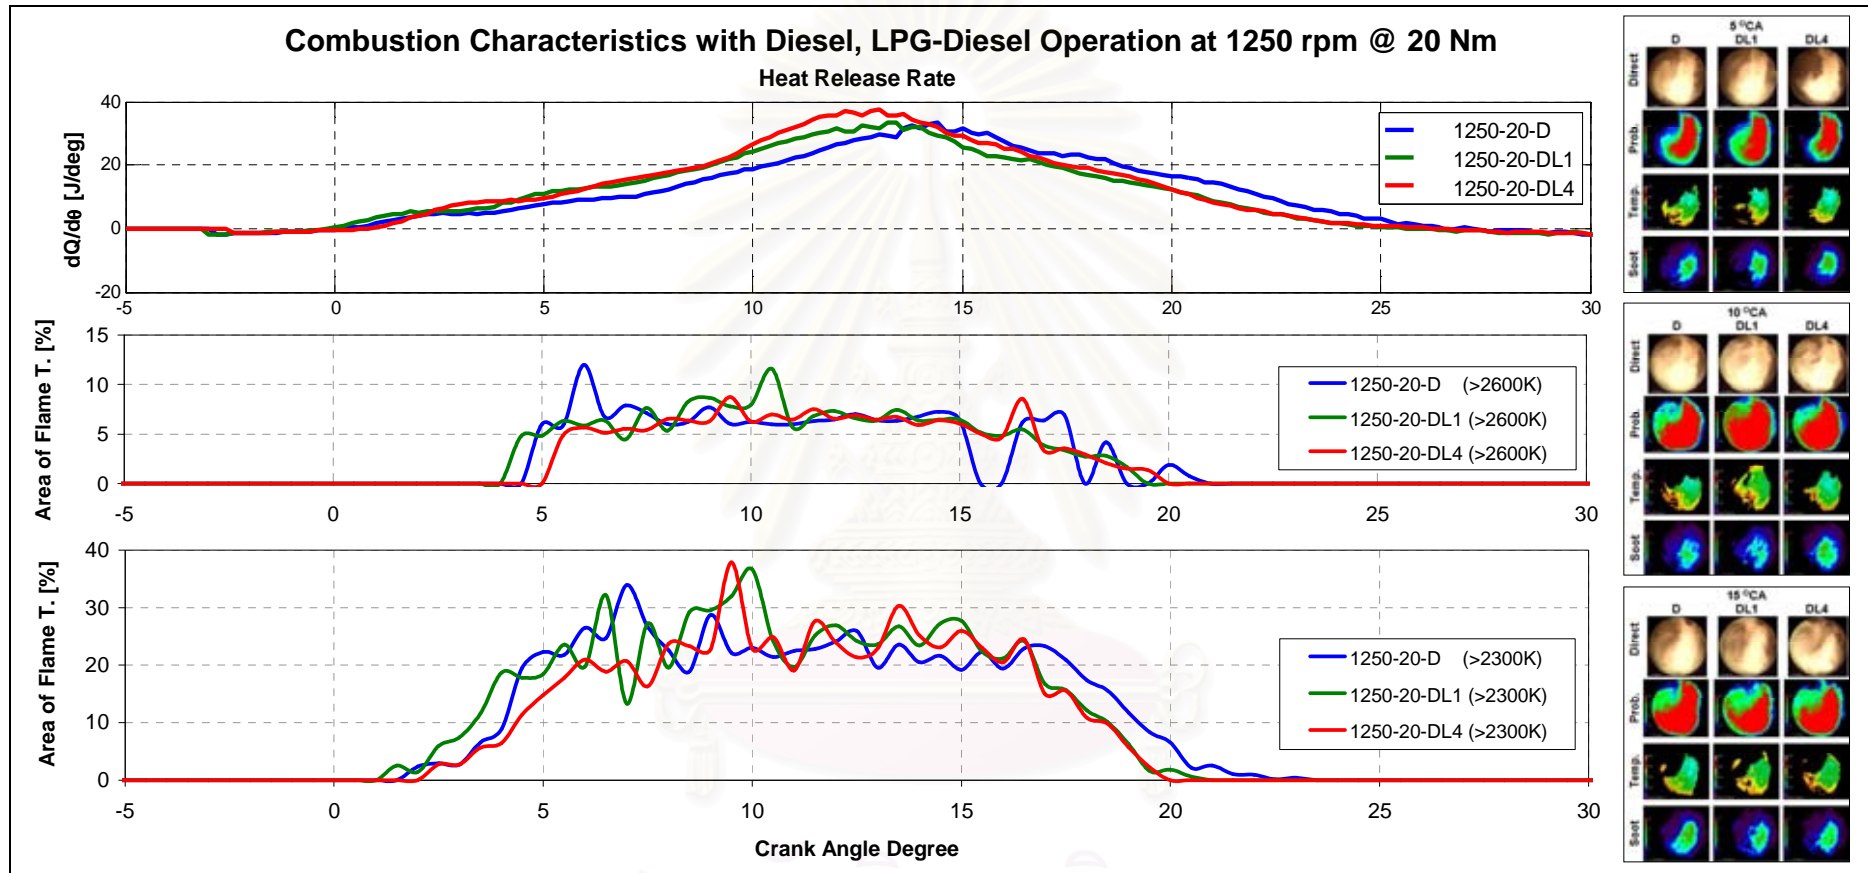 Combustion Characteristics with Diesel, LPG-Diesel Operation at 1250 rpm @ 20 Nm
Heat Release Rate
dQ/dθ [J/deg]
40
20
0
-20
-5 0 5 10 15 20 25 30
1250-20-D
1250-20-DL1
1250-20-DL4
Area of Flame T. [%]
15
10
5
0
-5 0 5 10 15 20 25 30
1250-20-D (>2600K)
1250-20-DL1 (>2600K)
1250-20-DL4 (>2600K)
Area of Flame T. [%]
40
30
20
10
0
-5 0 5 10 15 20 25 30
1250-20-D (>2300K)
1250-20-DL1 (>2300K)
1250-20-DL4 (>2300K)
Crank Angle Degree
5 °CA
D DL1 DL4
Direct
Prob.
Temp.
Soot
10 °CA
D DL1 DL4
Direct
Prob.
Temp.
Soot
15 °CA
D DL1 DL4
Direct
Prob.
Temp.
Soot